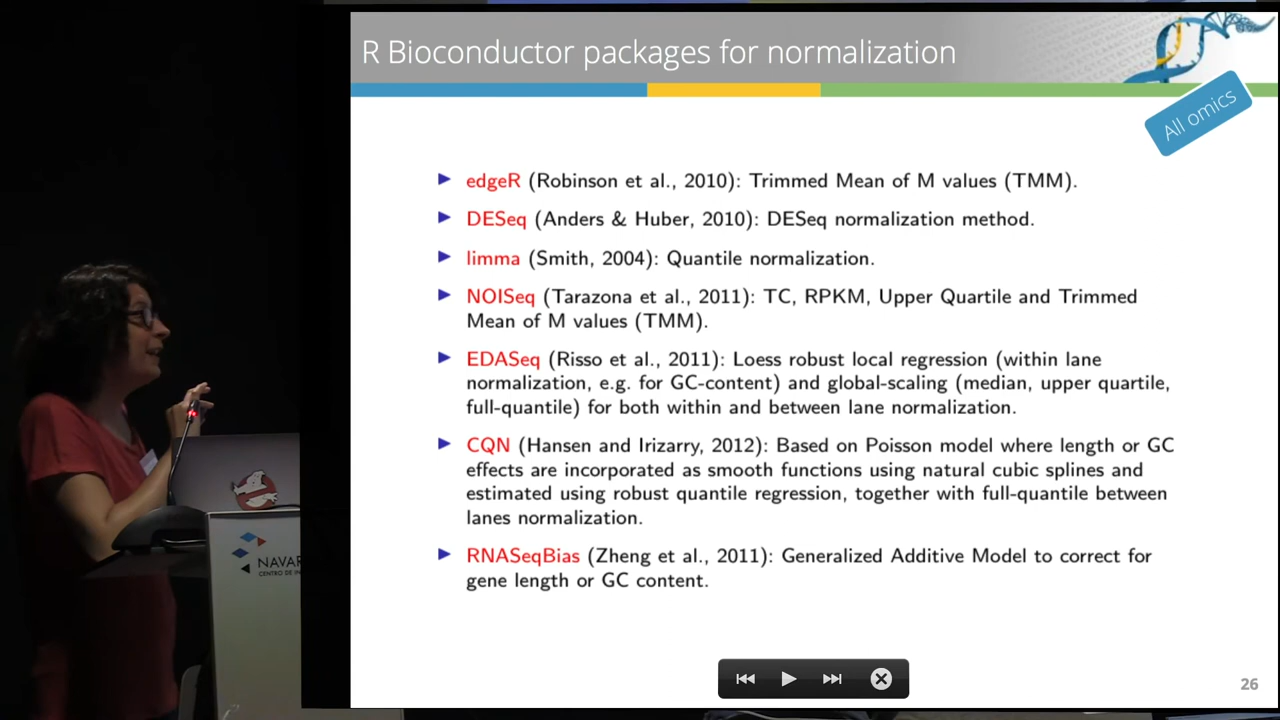 R Bioconductor packages for normalization
All omics
▶ edgeR (Robinson et al., 2010): Trimmed Mean of M values (TMM).
▶ DESeq (Anders & Huber, 2010): DESeq normalization method.
▶ limma (Smith, 2004): Quantile normalization.
▶ NOISeq (Tarazona et al., 2011): TC, RPKM, Upper Quartile and Trimmed
Mean of M values (TMM).
▶ EDASeq (Risso et al., 2011): Loess robust local regression (within lane
normalization, e.g. for GC-content) and global-scaling (median, upper quartile,
full-quantile) for both within and between lane normalization.
▶ CQN (Hansen and Irizarry, 2012): Based on Poisson model where length or GC
effects are incorporated as smooth functions using natural cubic splines and
estimated using robust quantile regression, together with full-quantile between
lanes normalization.
▶ RNASeqBias (Zheng et al., 2011): Generalized Additive Model to correct for
gene length or GC content.
26
NAVAR
CENTRO DE IN